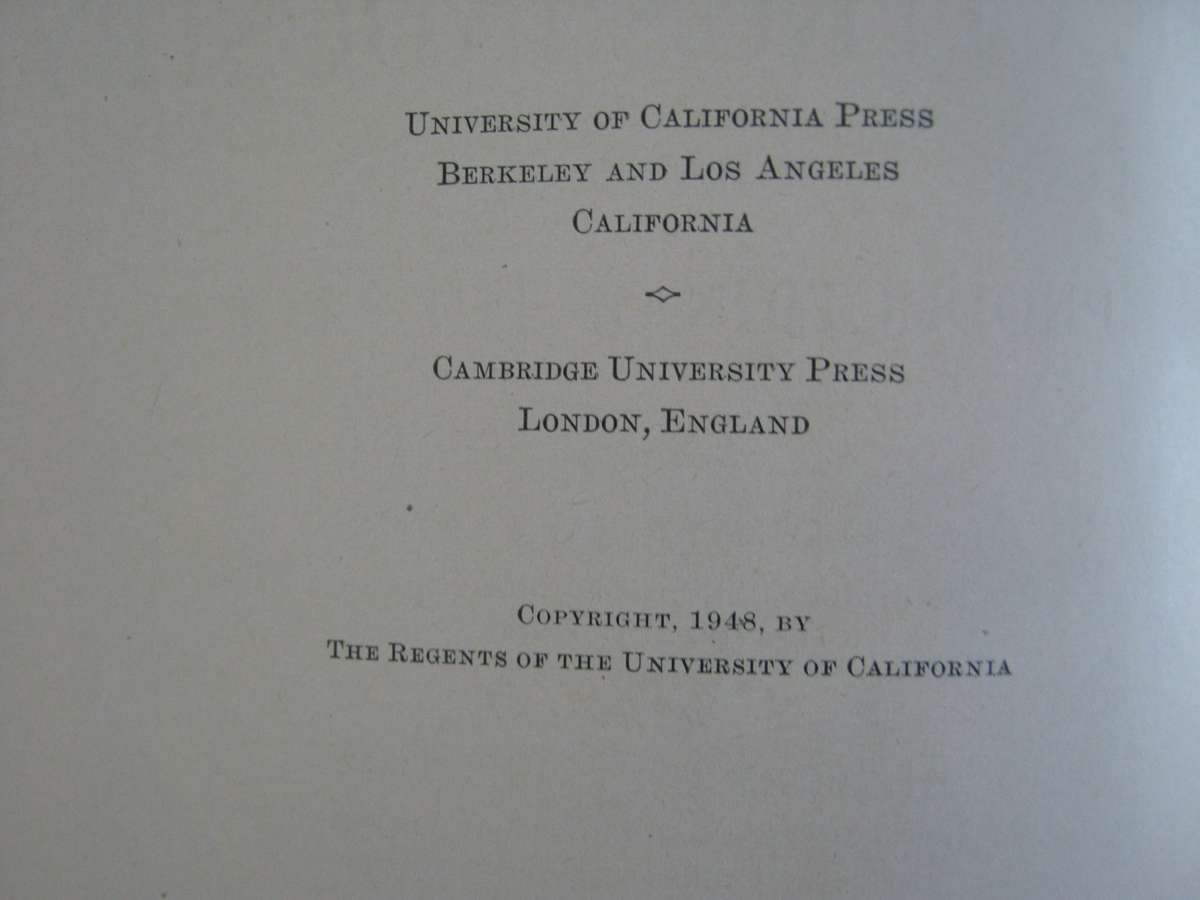 University of California Press
Berkeley and Los Angeles
California
Cambridge University Press
London, England
Copyright, 1948, by
The Regents of the University of California